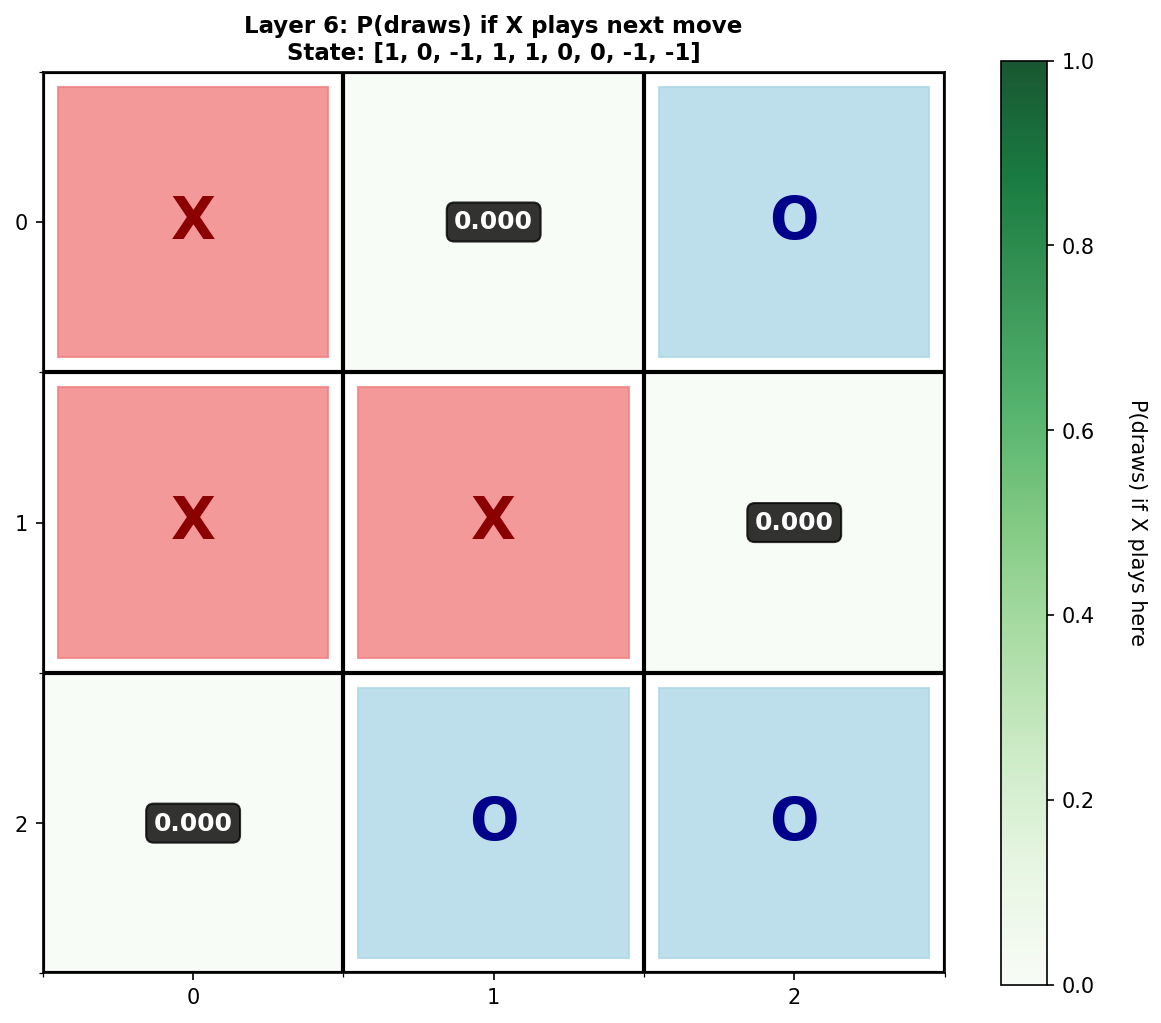 Layer 6: P(draws) if X plays next move
State: [1, 0, -1, 1, 1, 0, 0, -1, -1]
1.0
0.8
0.6
0.4
0.2
0.0
P(draws) if X plays here
0
X
0.000
O
1
X
X
0.000
2
0.000
O
O
0
1
2